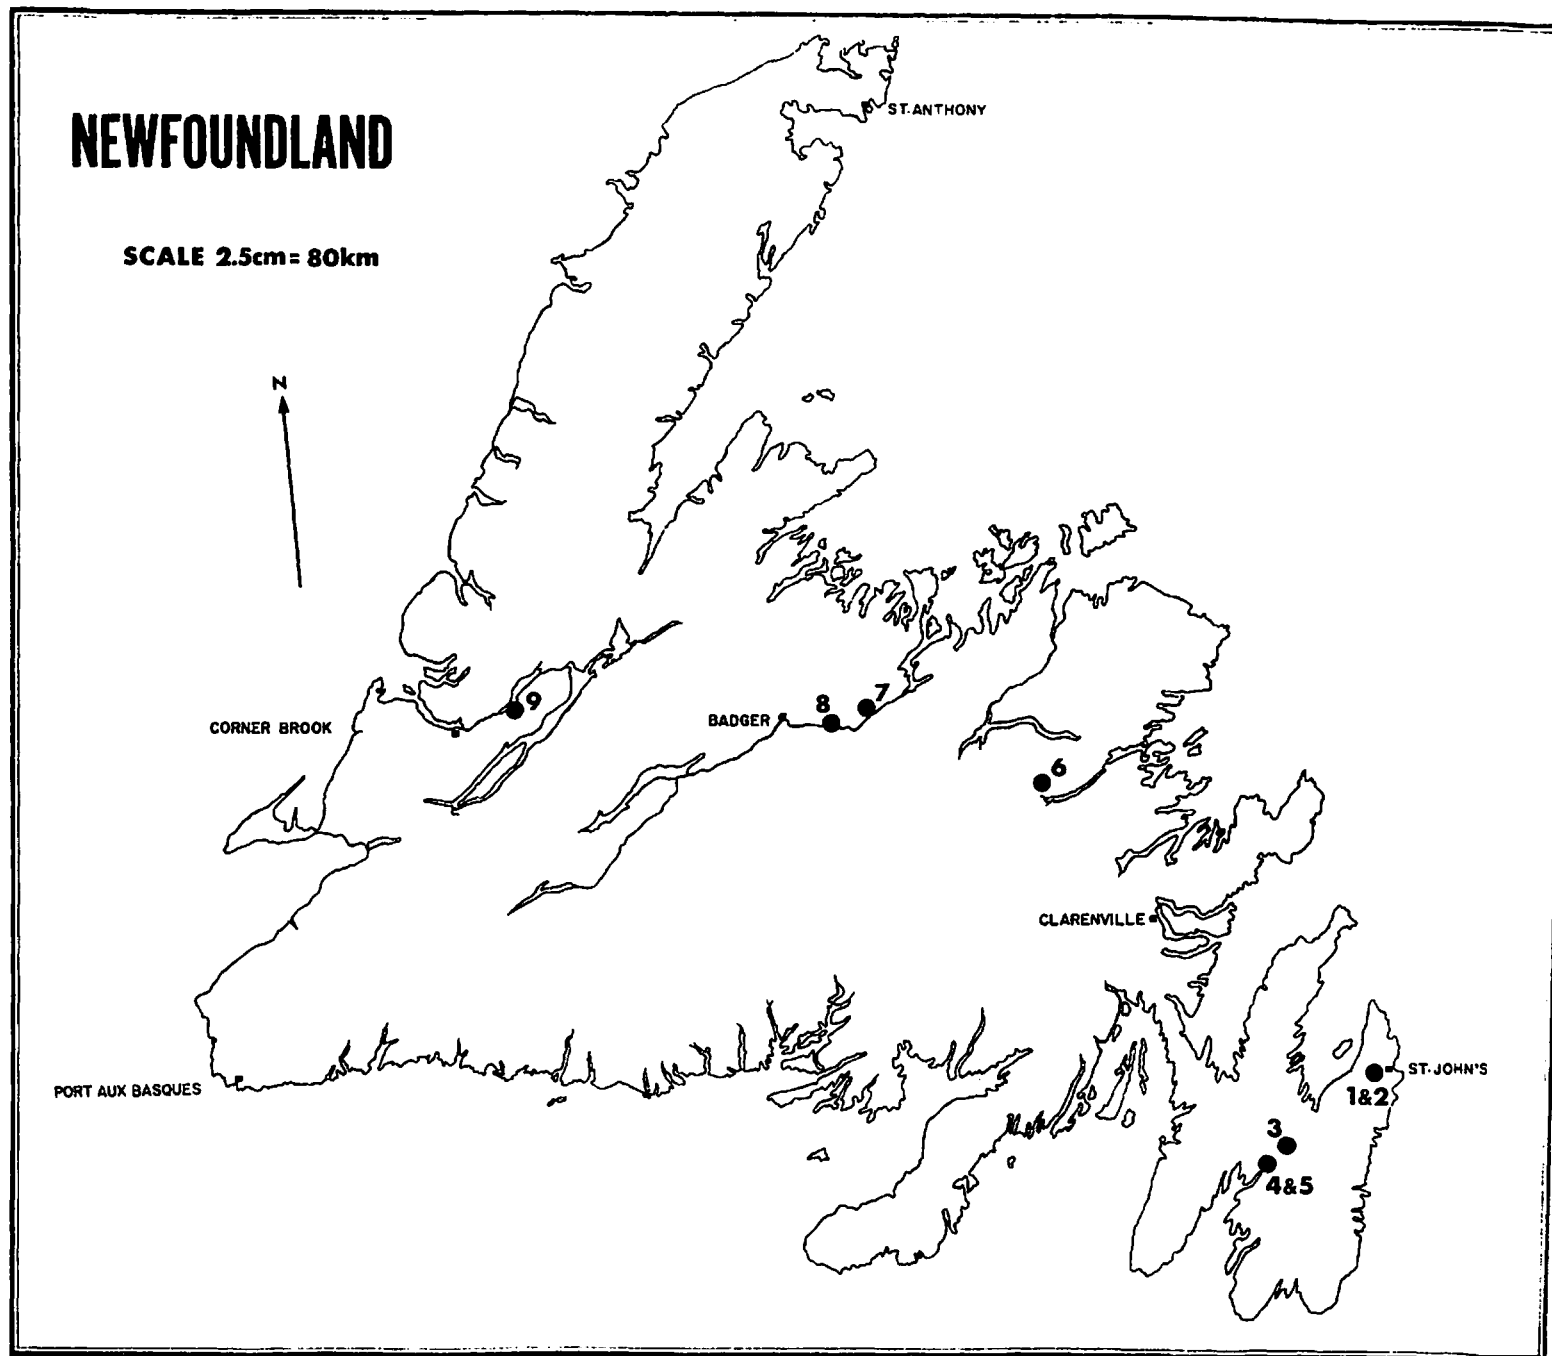 ST. ANTHONY
NEWFOUNDLAND
SCALE 2.5cm = 80km
N
9
CORNER BROOK
BADGER
8
7
6
CLARENVILLE
ST. JOHN'S
1&2
PORT AUX BASQUES
3
4&5